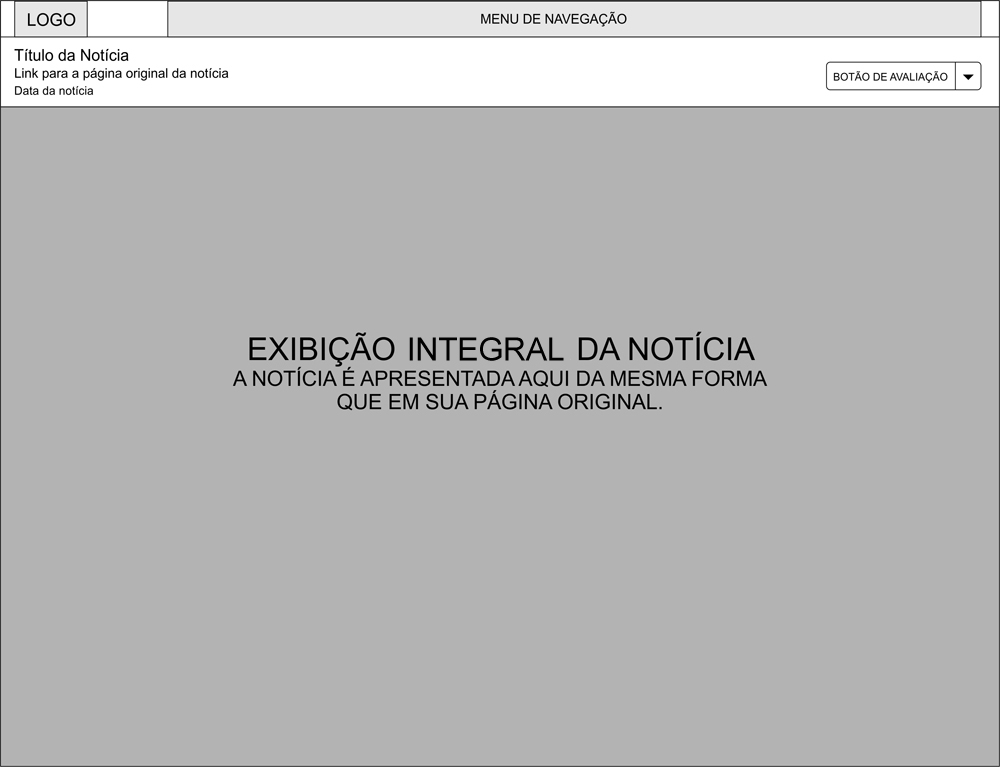 LOGO
MENU DE NAVEGAÇÃO
Título da Notícia
Link para a página original da notícia
Data da notícia
BOTÃO DE AVALIAÇÃO
EXIBIÇÃO INTEGRAL DA NOTÍCIA
A NOTÍCIA É APRESENTADA AQUI DA MESMA FORMA
QUE EM SUA PÁGINA ORIGINAL.